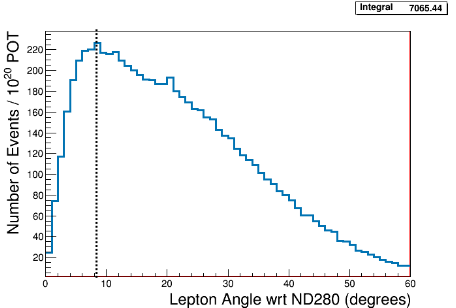 Integral 7065.44
Number of Events / 10²⁰ POT
220
200
180
160
140
120
100
80
60
40
20
0 10 20 30 40 50 60
Lepton Angle wrt ND280 (degrees)